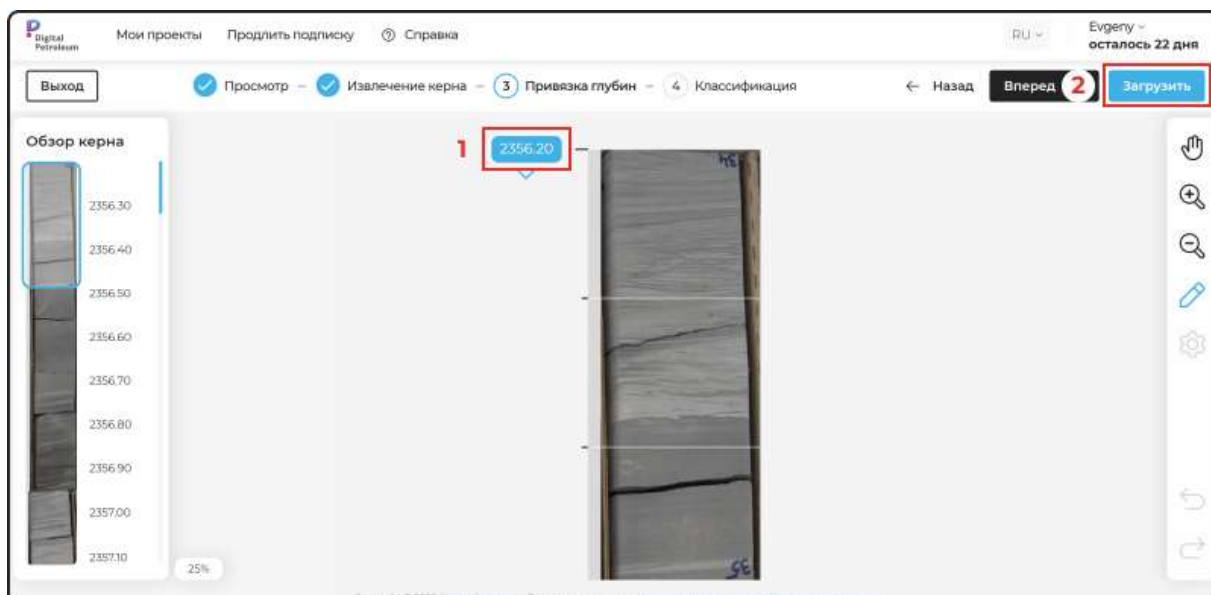 Digital
Petroleum
Мои проекты
Продлить подписку
Справка
RU
Evgeny
осталось 22 дня
Выход
Просмотр – Извлечение керна – 3 Привязка глубин – 4 Классификация
← Назад
Вперед
2
Загрузить
Обзор керна
1
2356.20
2356.30
2356.40
2356.50
2356.60
2356.70
2356.80
2356.90
2357.00
2357.10
34
35
25%